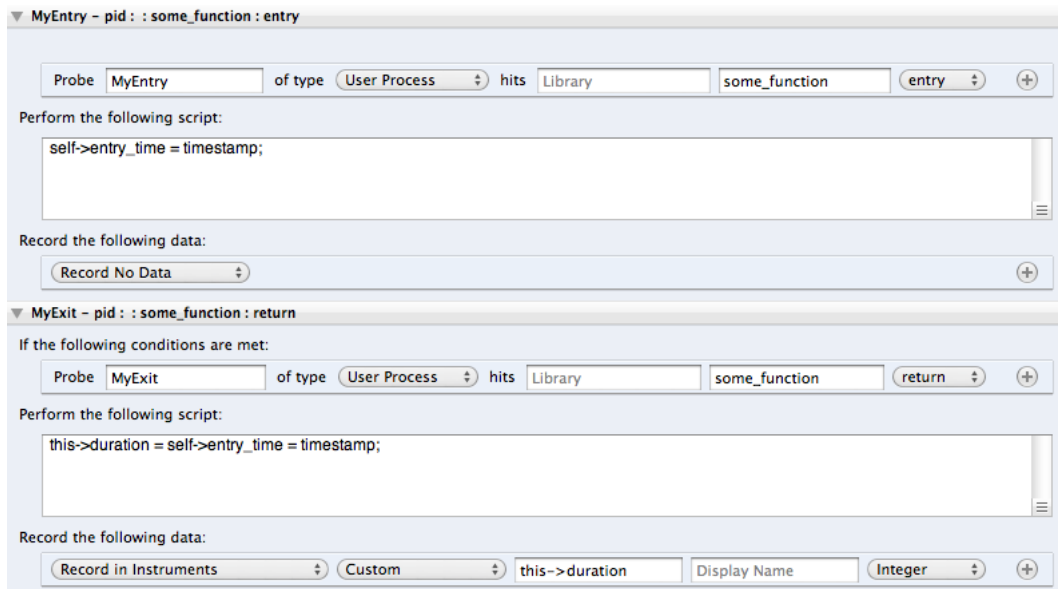 MyEntry – pid : : some_function : entry
Probe MyEntry of type User Process hits Library some_function entry
Perform the following script:
self->entry_time = timestamp;
Record the following data:
Record No Data
MyExit – pid : : some_function : return
If the following conditions are met:
Probe MyExit of type User Process hits Library some_function return
Perform the following script:
this->duration = self->entry_time = timestamp;
Record the following data:
Record in Instruments Custom this->duration Display Name Integer